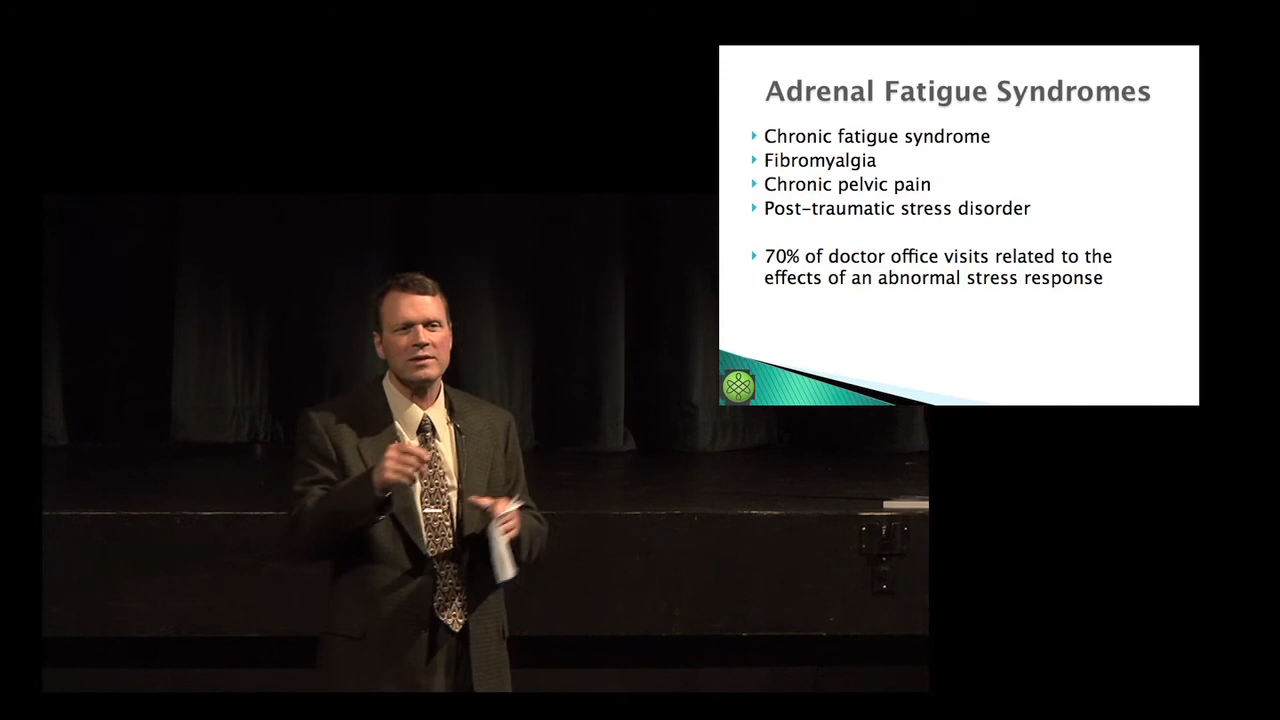 Adrenal Fatigue Syndromes
Chronic fatigue syndrome
Fibromyalgia
Chronic pelvic pain
Post-traumatic stress disorder
70% of doctor office visits related to the
effects of an abnormal stress response